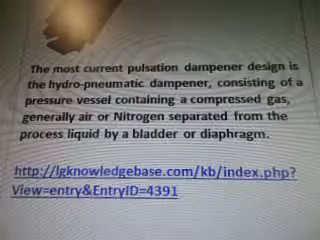 The most current pulsation dampener design is
the hydro-pneumatic dampener, consisting of a
pressure vessel containing a compressed gas,
generally air or Nitrogen separated from the
process liquid by a bladder or diaphragm.
http://lgknowledgebase.com/kb/index.php?
View=entry&EntryID=4391